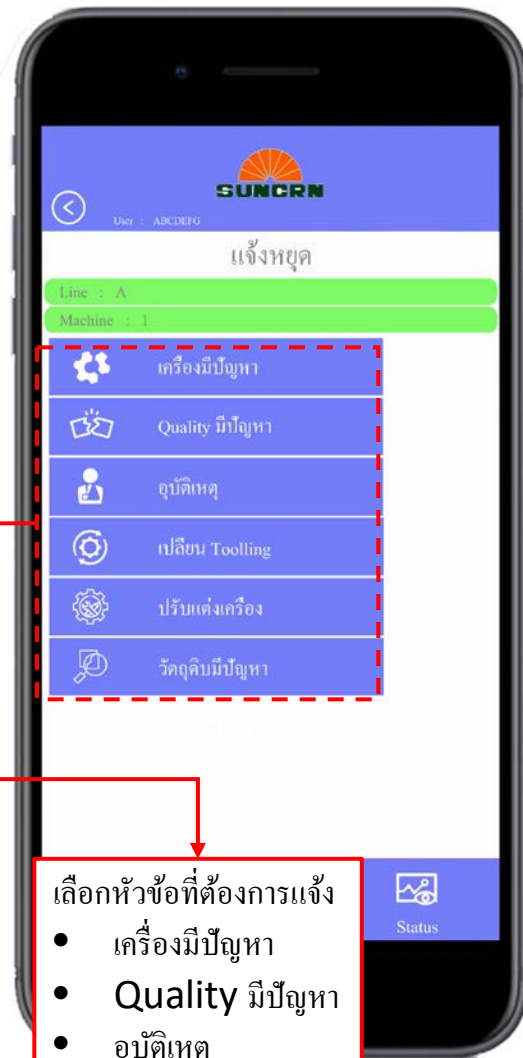 SUNCRN
User : ABCDEFG
แจ้งหยุด
Line : A
Machine : 1
เครื่องมีปัญหา
Quality มีปัญหา
อุบัติเหตุ
เปลี่ยน Toolling
ปรับแต่งเครื่อง
วัตถุดิบมีปัญหา
Status
เลือกหัวข้อที่ต้องการแจ้ง
● เครื่องมีปัญหา
● Quality มีปัญหา
● อุบัติเหตุ